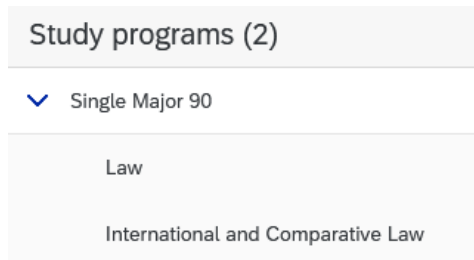 Study programs (2)
Single Major 90
Law
International and Comparative Law